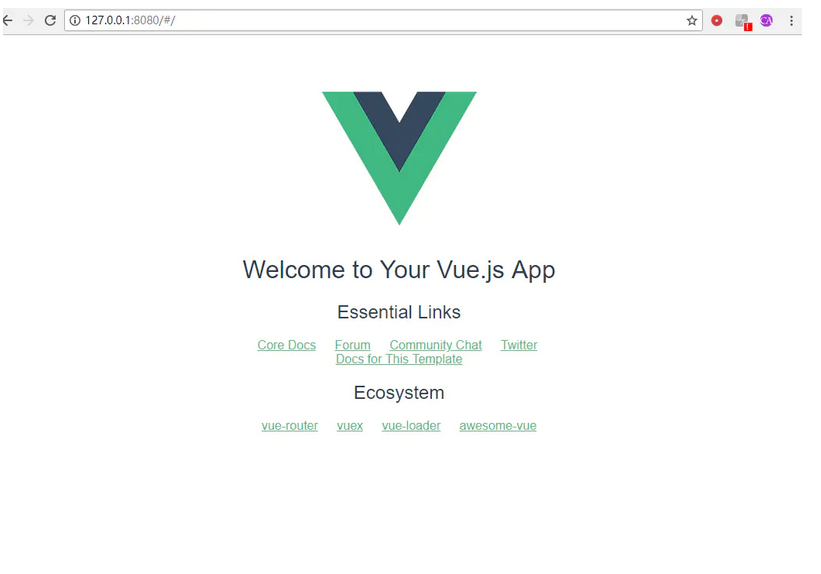 127.0.0.1:8080/#/
Welcome to Your Vue.js App
Essential Links
Core Docs Forum Community Chat Twitter
Docs for This Template
Ecosystem
vue-router vuex vue-loader awesome-vue